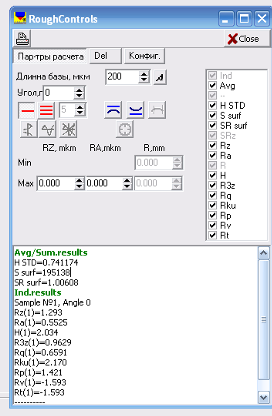 RoughControls
Close
Пар-тры расчета
Del
Конфиг.
Длинна базы, мкм
200
Угол,г
0
5
RZ, mkm
RA,mkm
R,mm
Min
0.000
Max
0.000
0.000
0.000
Ind
Avg
--
H STD
S surf
SR surf
SRz
Rz
Ra
R
H
R3z
Rq
Rku
Rp
Rv
Rt
Avg/Sum.results
H STD=0.741174
S surf=195138
SR surf=1.00608
Ind.results
Sample №1, Angle 0
Rz(1)=1.293
Ra(1)=0.5525
H(1)=2.034
R3z(1)=0.9629
Rq(1)=0.6591
Rku(1)=2.170
Rp(1)=1.421
Rv(1)=-1.593
Rt(1)=-1.593
----------